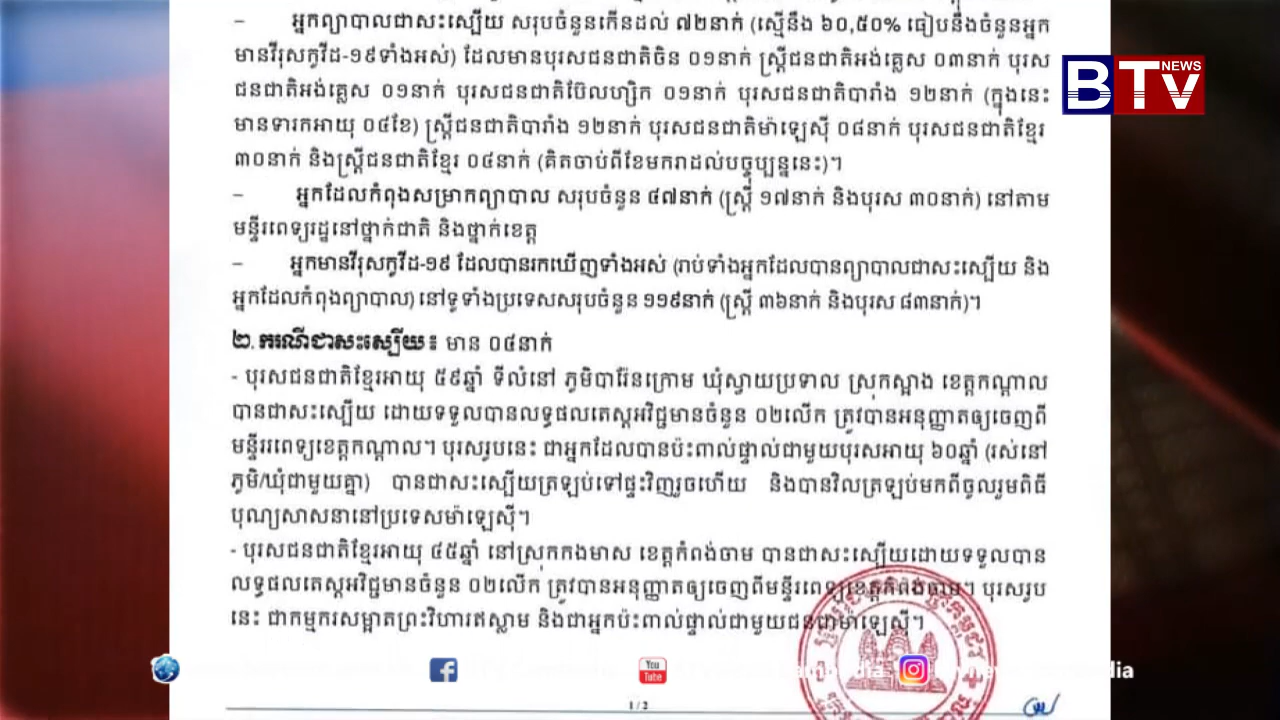 – អ្នកព្យាបាលជាសះស្បើយ សរុបចំនួនកើនដល់ ៧២នាក់ (ស្មើនឹង ៦០,៥០% ធៀបនឹងចំនួនអ្នក
មានវីរុសកូវីដ-១៩ទាំងអស់) ដែលមានបុរសជនជាតិចិន ០១នាក់ ស្ត្រីជនជាតិអង់គ្លេស ០៣នាក់ បុរស
ជនជាតិអង់គ្លេស ០១នាក់ បុរសជនជាតិប៊ែលហ្ស៊ិក ០១នាក់ បុរសជនជាតិបារាំង ១២នាក់ (ក្នុងនេះ
មានទារកអាយុ ០៤ខែ) ស្ត្រីជនជាតិបារាំង ១២នាក់ បុរសជនជាតិម៉ាឡេស៊ី ០៨នាក់ បុរសជនជាតិខ្មែរ
៣០នាក់ និងស្ត្រីជនជាតិខ្មែរ ០៤នាក់ (គិតចាប់ពីខែមករាដល់បច្ចុប្បន្ននេះ)។
– អ្នកដែលកំពុងសម្រាកព្យាបាល សរុបចំនួន ៤៧នាក់ (ស្ត្រី ១៧នាក់ និងបុរស ៣០នាក់) នៅតាម
មន្ទីរពេទ្យរដ្ឋនៅថ្នាក់ជាតិ និងថ្នាក់ខេត្ត
– អ្នកមានវីរុសកូវីដ-១៩ ដែលបានរកឃើញទាំងអស់ (រាប់ទាំងអ្នកដែលបានព្យាបាលជាសះស្បើយ និង
អ្នកដែលកំពុងព្យាបាល) នៅទូទាំងប្រទេសសរុបចំនួន ១១៩នាក់ (ស្ត្រី ៣៦នាក់ និងបុរស ៨៣នាក់)។
២. ករណីជាសះស្បើយ៖ មាន ០៤នាក់
- បុរសជនជាតិខ្មែរអាយុ ៥៩ឆ្នាំ ទីលំនៅ ភូមិបារ៉ែនក្រោម ឃុំស្វាយប្រទាល ស្រុកស្អាង ខេត្តកណ្តាល
បានជាសះស្បើយ ដោយទទួលបានលទ្ធផលតេស្តអវិជ្ជមានចំនួន ០២លើក ត្រូវបានអនុញ្ញាតឲ្យចេញពី
មន្ទីររពេទ្យខេត្តកណ្តាល។ បុរសរូបនេះ ជាអ្នកដែលបានប៉ះពាល់ផ្ទាល់ជាមួយបុរសអាយុ ៦០ឆ្នាំ (រស់នៅ
ភូមិ/ឃុំជាមួយគ្នា) បានជាសះស្បើយត្រឡប់ទៅផ្ទះវិញរួចហើយ និងបានវិលត្រឡប់មកពីចូលរួមពិធី
បុណ្យសាសនានៅប្រទេសម៉ាឡេស៊ី។
- បុរសជនជាតិខ្មែរអាយុ ៤៥ឆ្នាំ នៅស្រុកកងមាស ខេត្តកំពង់ចាម បានជាសះស្បើយដោយទទួលបាន
លទ្ធផលតេស្តអវិជ្ជមានចំនួន ០២លើក ត្រូវបានអនុញ្ញាតឲ្យចេញពីមន្ទីរពេទ្យខេត្តកំពង់ចាម។ បុរសរូប
នេះ ជាកម្មករសម្អាតព្រះវិហារឥស្លាម និងជាអ្នកប៉ះពាល់ផ្ទាល់ជាមួយជនជាម៉ាឡេស៊ី។
1 / 2
BTV NEWS
You Tube